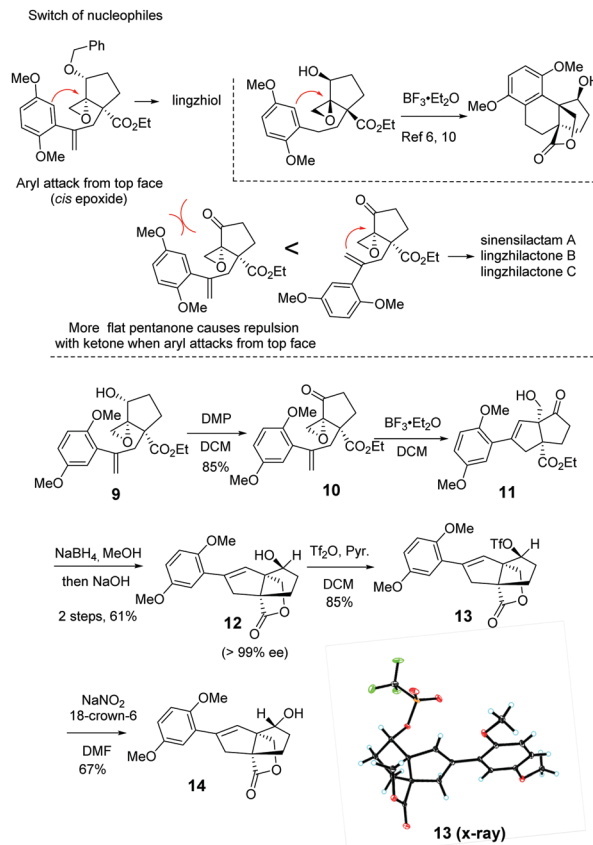 Switch of nucleophiles
O Ph
MeO
O
CO2Et
OMe
lingzhiol
Aryl attack from top face
(cis epoxide)
HO
MeO
O
CO2Et
OMe
BF3•Et2O
Ref 6, 10
OMe
OH
MeO
O
O
O
MeO
O
CO2Et
OMe
<
O
O
CO2Et
MeO
OMe
sinensilactam A
lingzhilactone B
lingzhilactone C
More flat pentanone causes repulsion
with ketone when aryl attacks from top face
HO
OMe
O
CO2Et
MeO
9
DMP
DCM
85%
O
OMe
O
CO2Et
MeO
10
BF3•Et2O
DCM
HO O
OMe
CO2Et
MeO
11
NaBH4, MeOH
then NaOH
2 steps, 61%
OMe
HO H
MeO
O
O
12
(> 99% ee)
Tf2O, Pyr.
DCM
85%
OMe
TfO H
MeO
O
O
13
NaNO2
18-crown-6
DMF
67%
OMe
H OH
MeO
O
O
14
13 (x-ray)